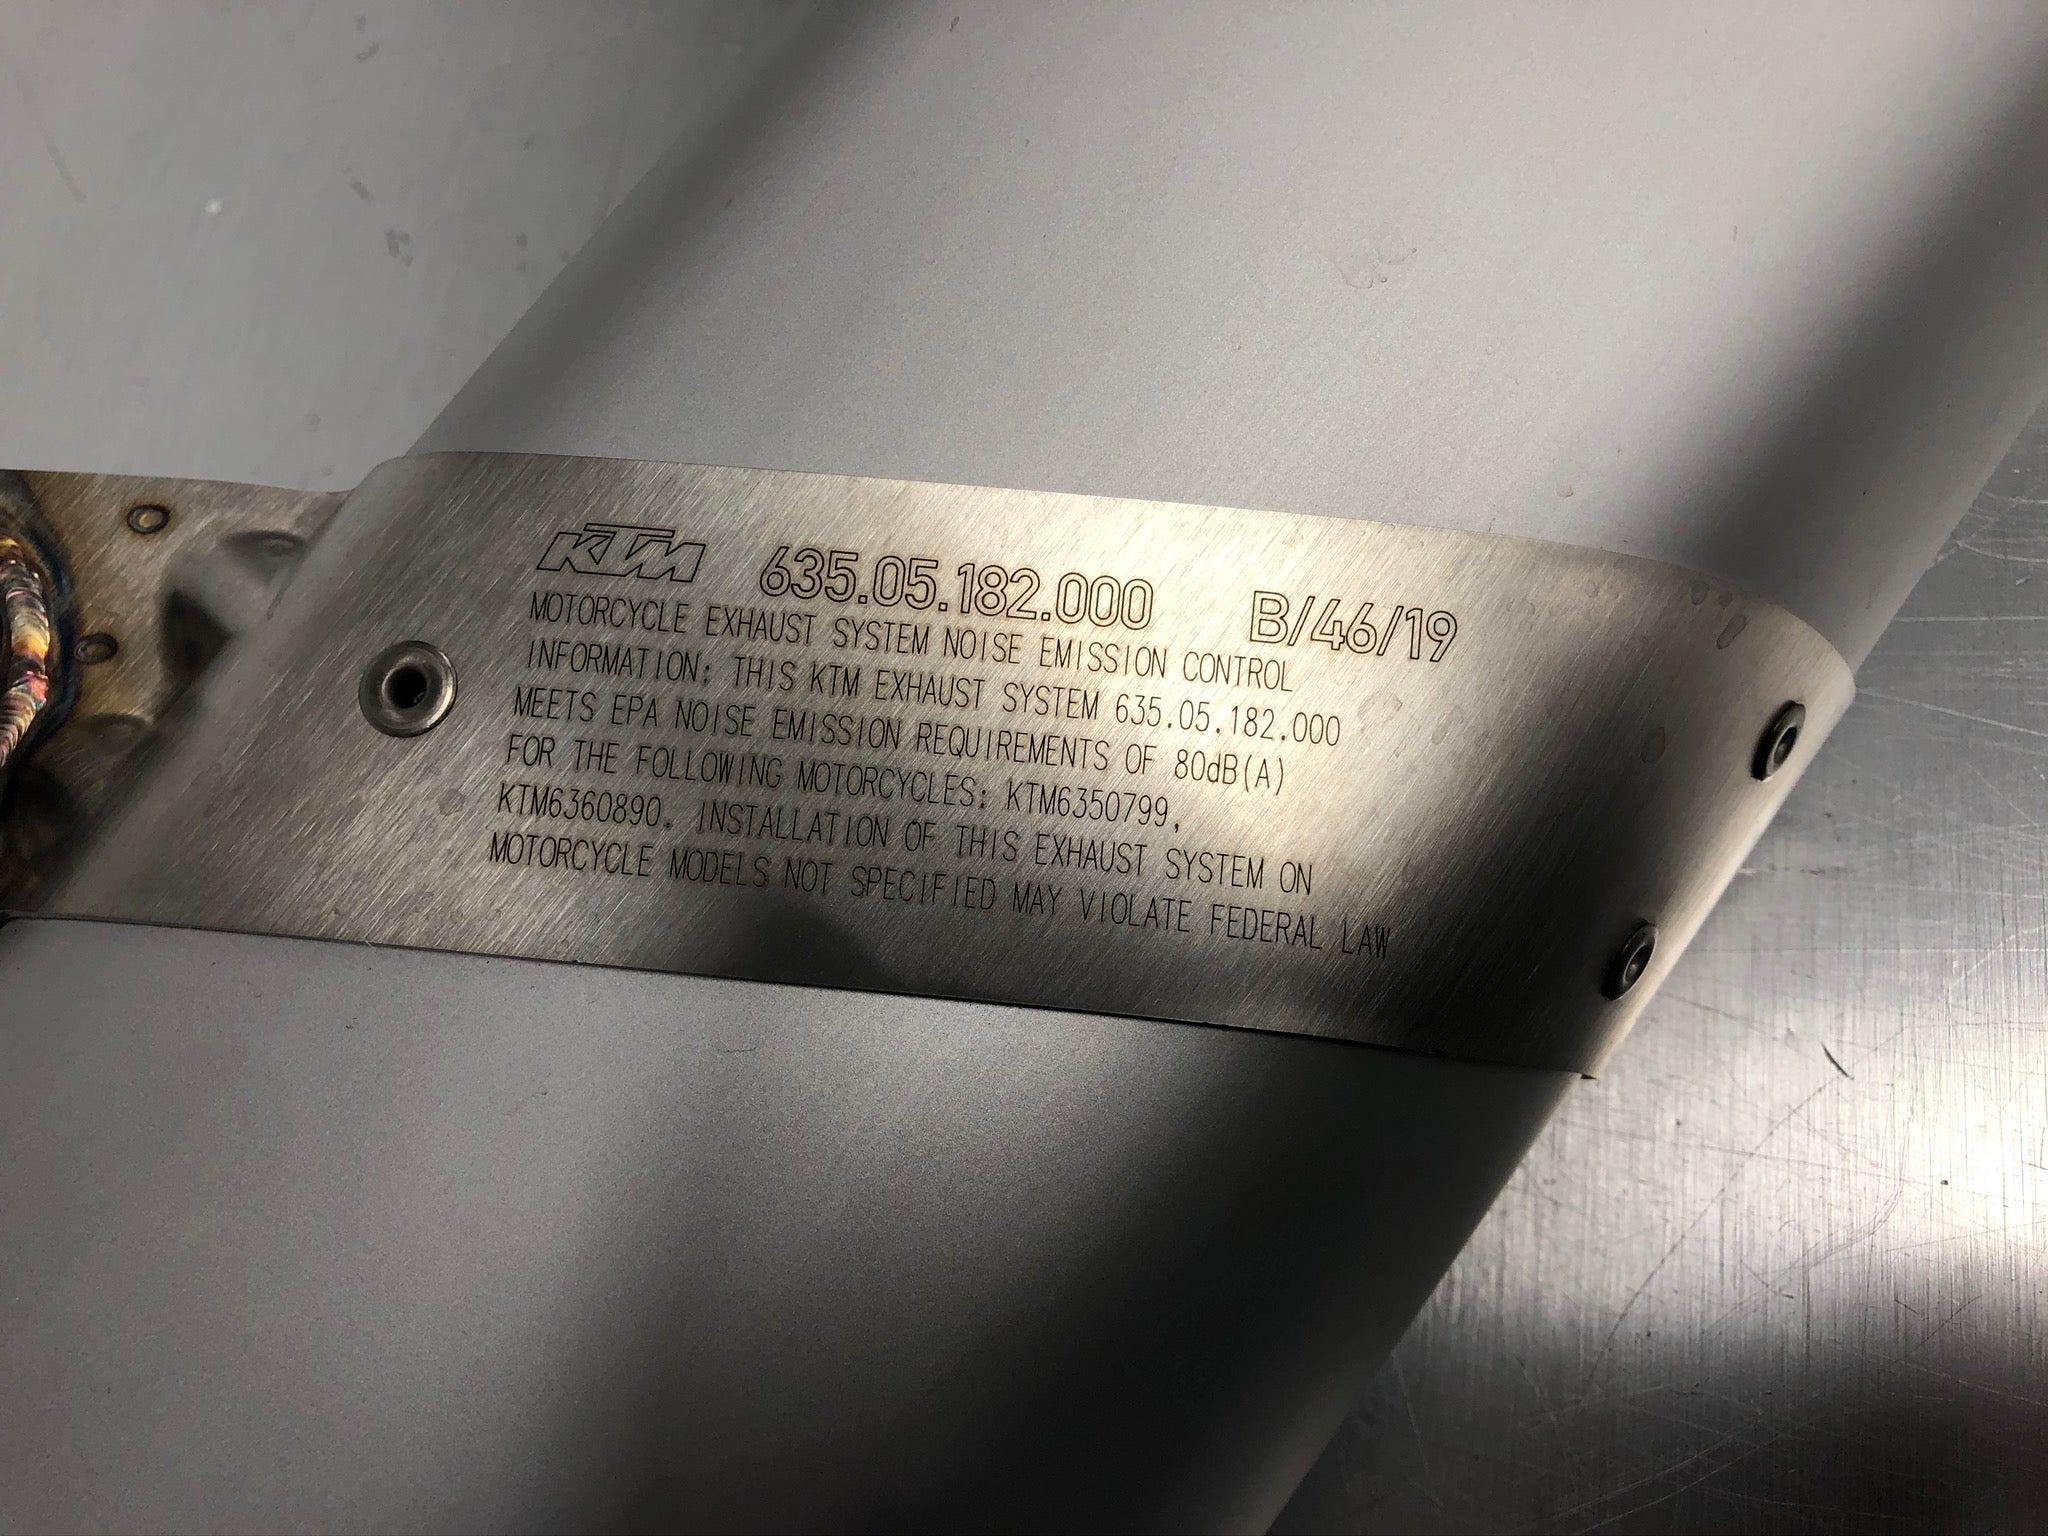 KTM 635.05.182.000 B/46/19
MOTORCYCLE EXHAUST SYSTEM NOISE EMISSION CONTROL
INFORMATION: THIS KTM EXHAUST SYSTEM 635.05.182.000
MEETS EPA NOISE EMISSION REQUIREMENTS OF 80dB(A)
FOR THE FOLLOWING MOTORCYCLES: KTM6350799,
KTM6360890. INSTALLATION OF THIS EXHAUST SYSTEM ON
MOTORCYCLE MODELS NOT SPECIFIED MAY VIOLATE FEDERAL LAW